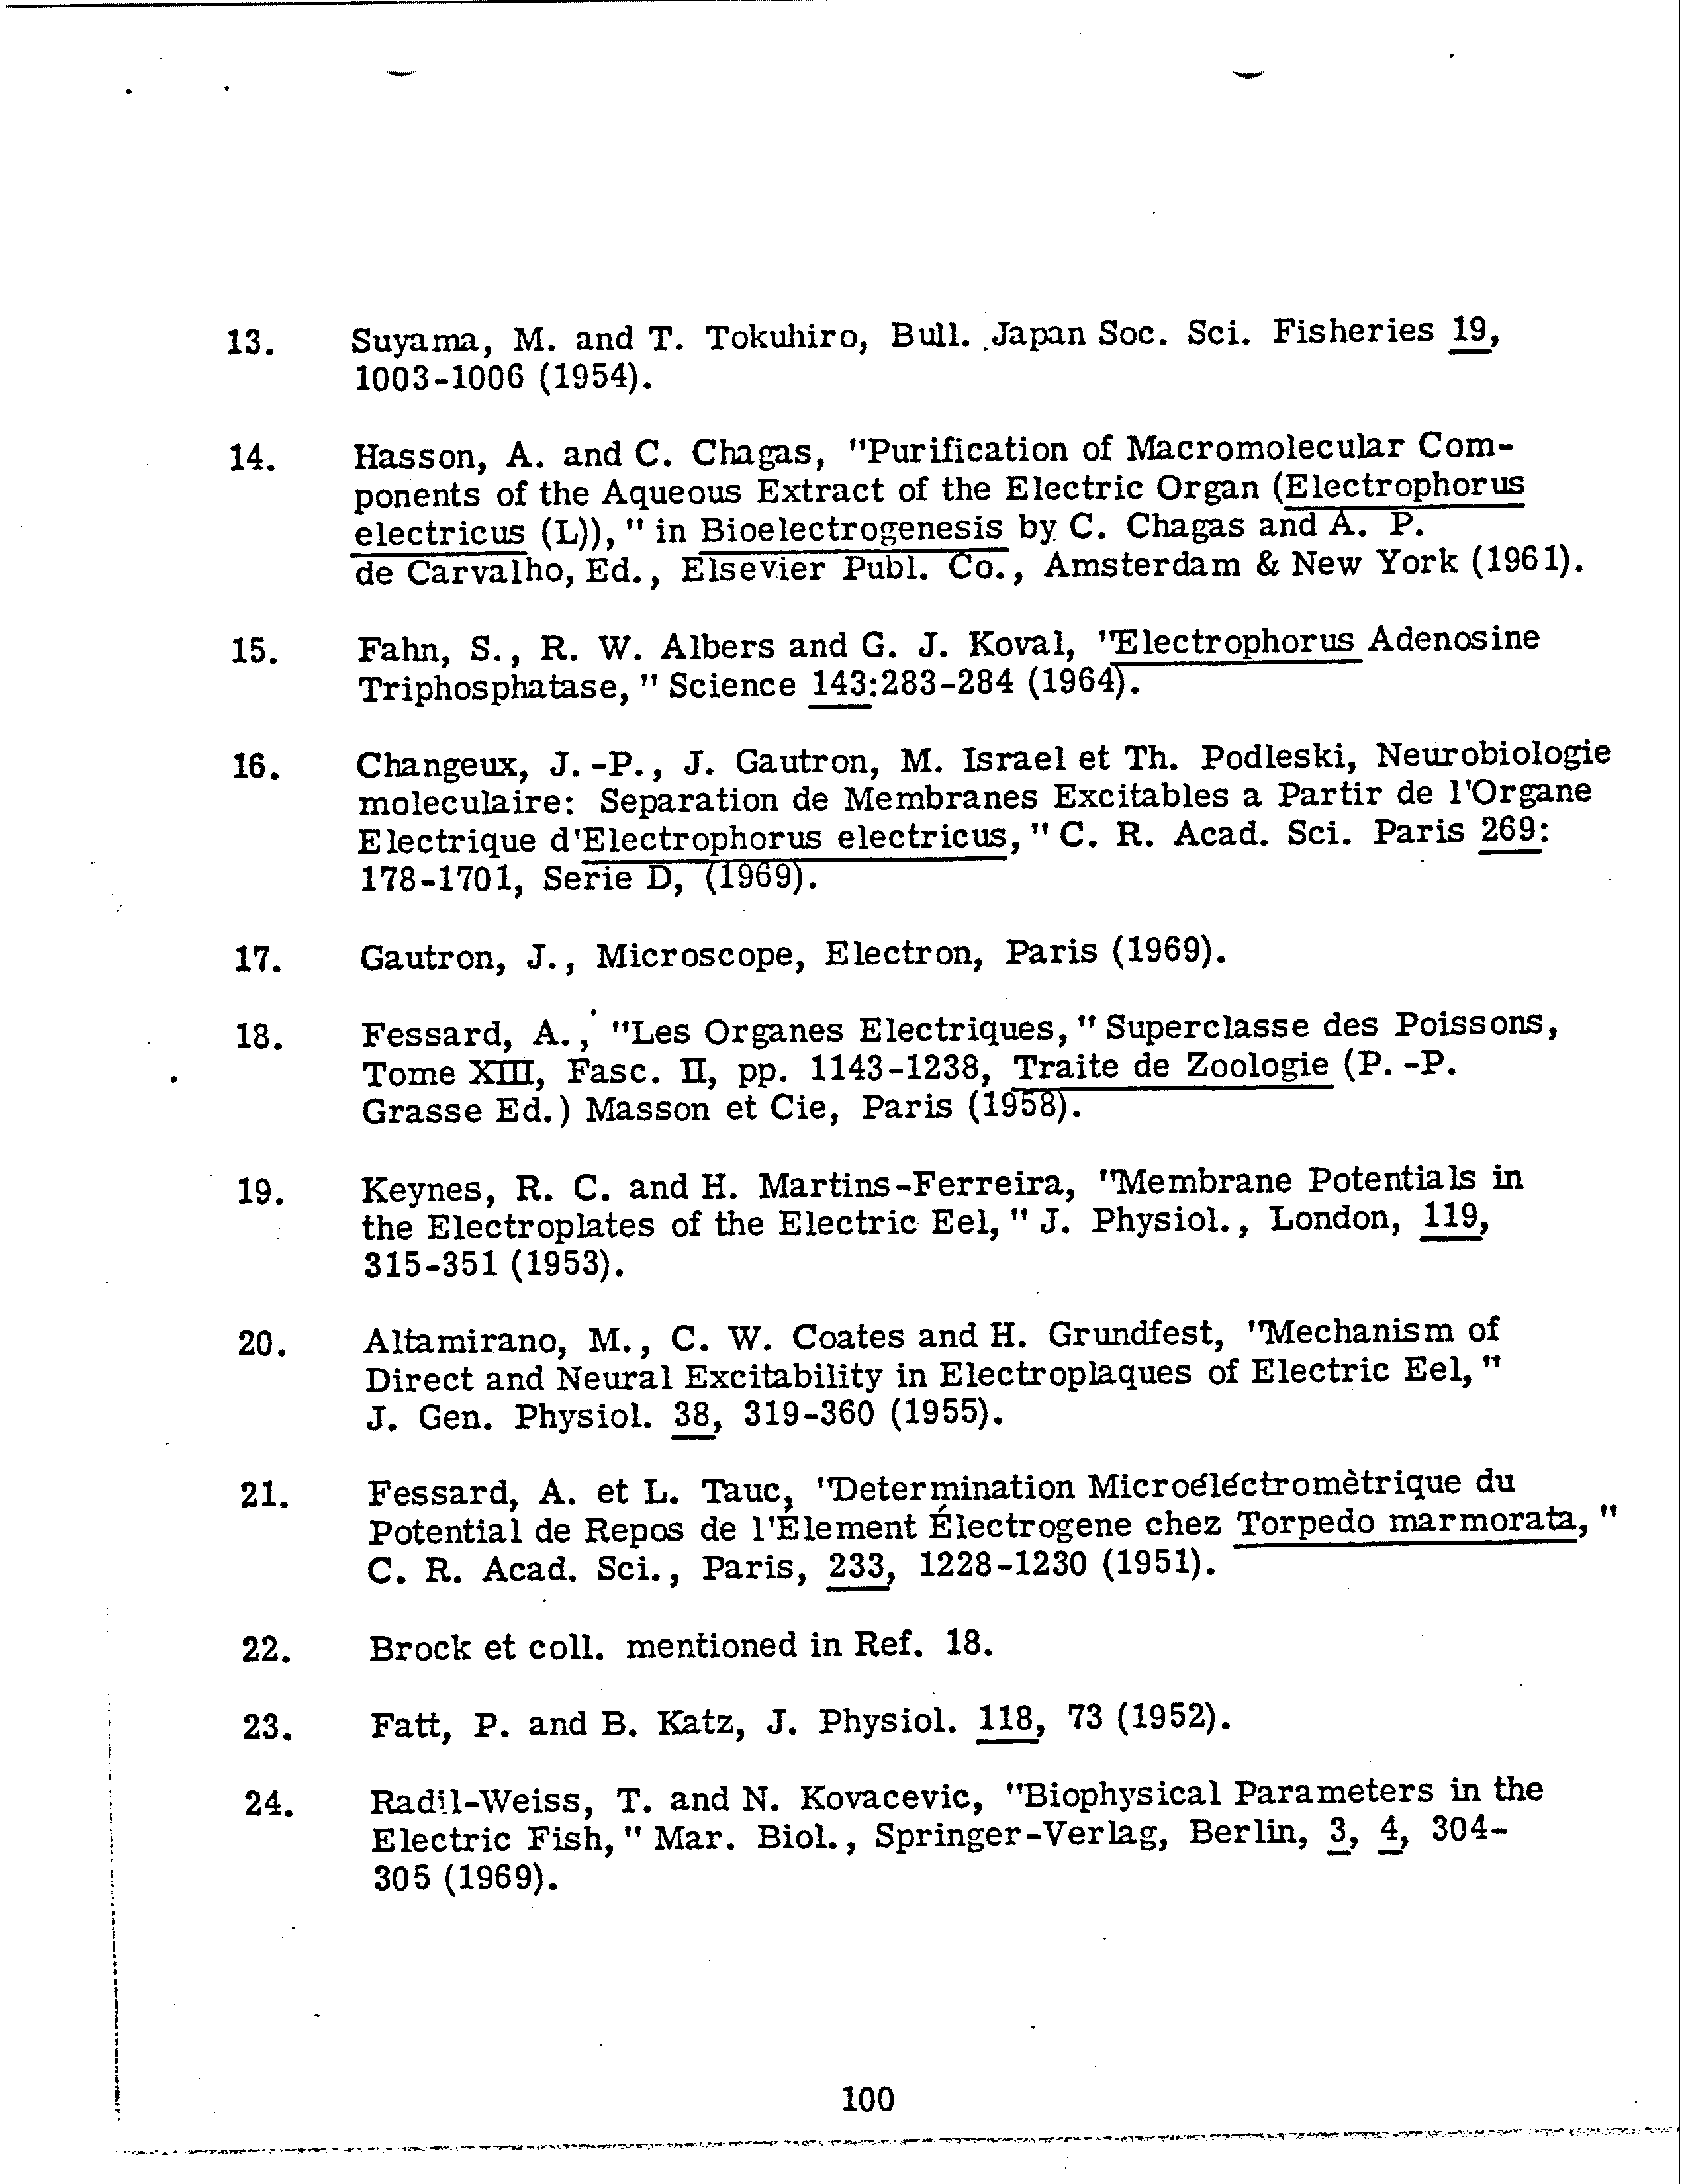 13. Suyama, M. and T. Tokuhiro, Bull. Japan Soc. Sci. Fisheries 19,
1003-1006 (1954).
14. Hasson, A. and C. Chagas, "Purification of Macromolecular Com-
ponents of the Aqueous Extract of the Electric Organ (Electrophorus
electricus (L)), " in Bioelectrogenesis by C. Chagas and A. P.
de Carvalho, Ed., Elsevier Publ. Co., Amsterdam & New York (1961).
15. Fahn, S., R. W. Albers and G. J. Koval, "Electrophorus Adenosine
Triphosphatase, " Science 143:283-284 (1964).
16. Changeux, J. -P., J. Gautron, M. Israel et Th. Podleski, Neurobiologie
moleculaire: Separation de Membranes Excitables a Partir de l'Organe
Electrique d'Electrophorus electricus, " C. R. Acad. Sci. Paris 269:
178-1701, Serie D, (1969).
17. Gautron, J., Microscope, Electron, Paris (1969).
18. Fessard, A., "Les Organes Electriques, " Superclasse des Poissons,
Tome XIII, Fasc. II, pp. 1143-1238, Traite de Zoologie (P. -P.
Grasse Ed.) Masson et Cie, Paris (1958).
19. Keynes, R. C. and H. Martins-Ferreira, "Membrane Potentials in
the Electroplates of the Electric Eel, " J. Physiol., London, 119,
315-351 (1953).
20. Altamirano, M., C. W. Coates and H. Grundfest, "Mechanism of
Direct and Neural Excitability in Electroplaques of Electric Eel, "
J. Gen. Physiol. 38, 319-360 (1955).
21. Fessard, A. et L. Tauc, "Determination Microéléctromètrique du
Potential de Repos de l'Élement Électrogene chez Torpedo marmorata, "
C. R. Acad. Sci., Paris, 233, 1228-1230 (1951).
22. Brock et coll. mentioned in Ref. 18.
23. Fatt, P. and B. Katz, J. Physiol. 118, 73 (1952).
24. Radil-Weiss, T. and N. Kovacevic, "Biophysical Parameters in the
Electric Fish, " Mar. Biol., Springer-Verlag, Berlin, 3, 4, 304-
305 (1969).
100